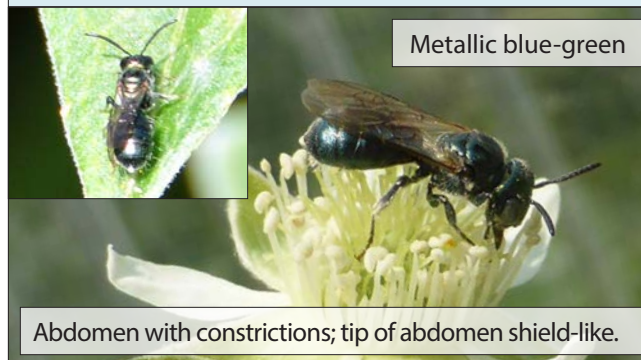 Metallic blue-green
Abdomen with constrictions; tip of abdomen shield-like.